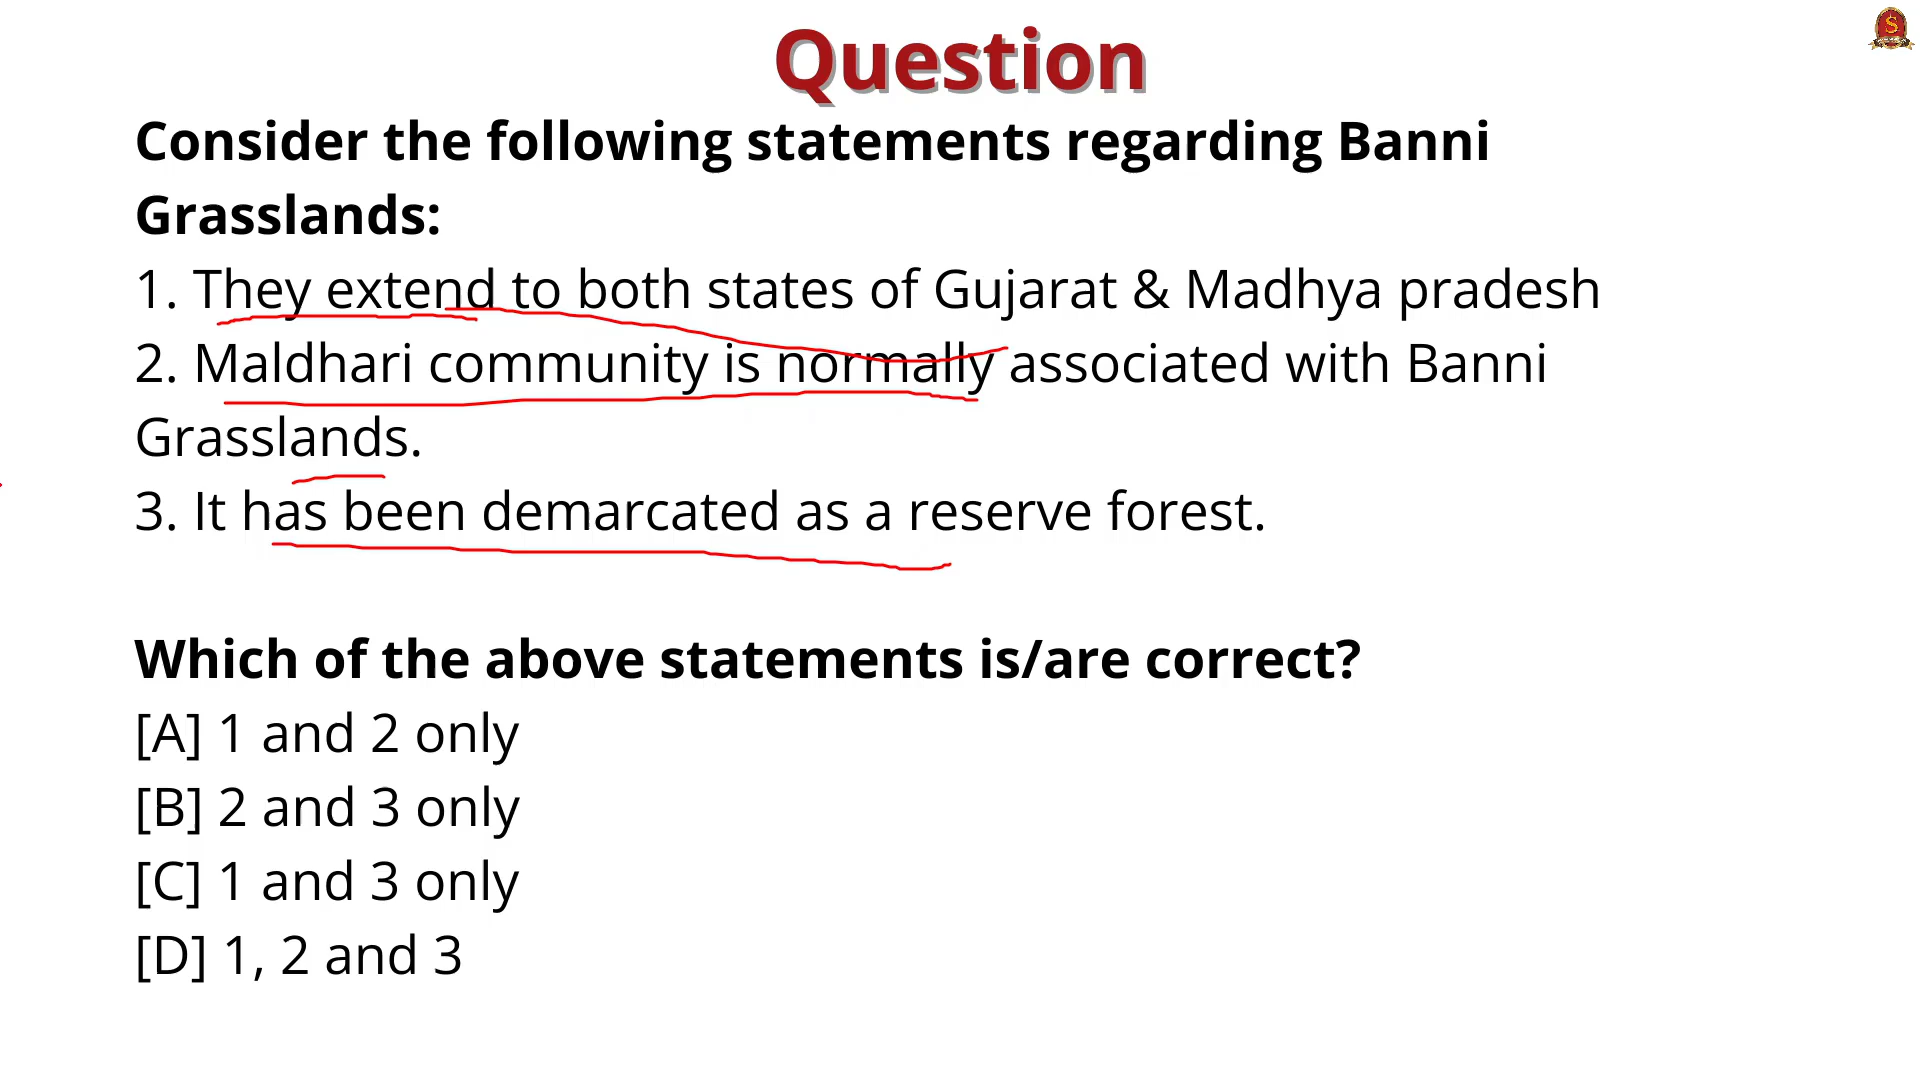 Question
Consider the following statements regarding Banni
Grasslands:
1. They extend to both states of Gujarat & Madhya pradesh
2. Maldhari community is normally associated with Banni
Grasslands.
3. It has been demarcated as a reserve forest.
Which of the above statements is/are correct?
[A] 1 and 2 only
[B] 2 and 3 only
[C] 1 and 3 only
[D] 1, 2 and 3